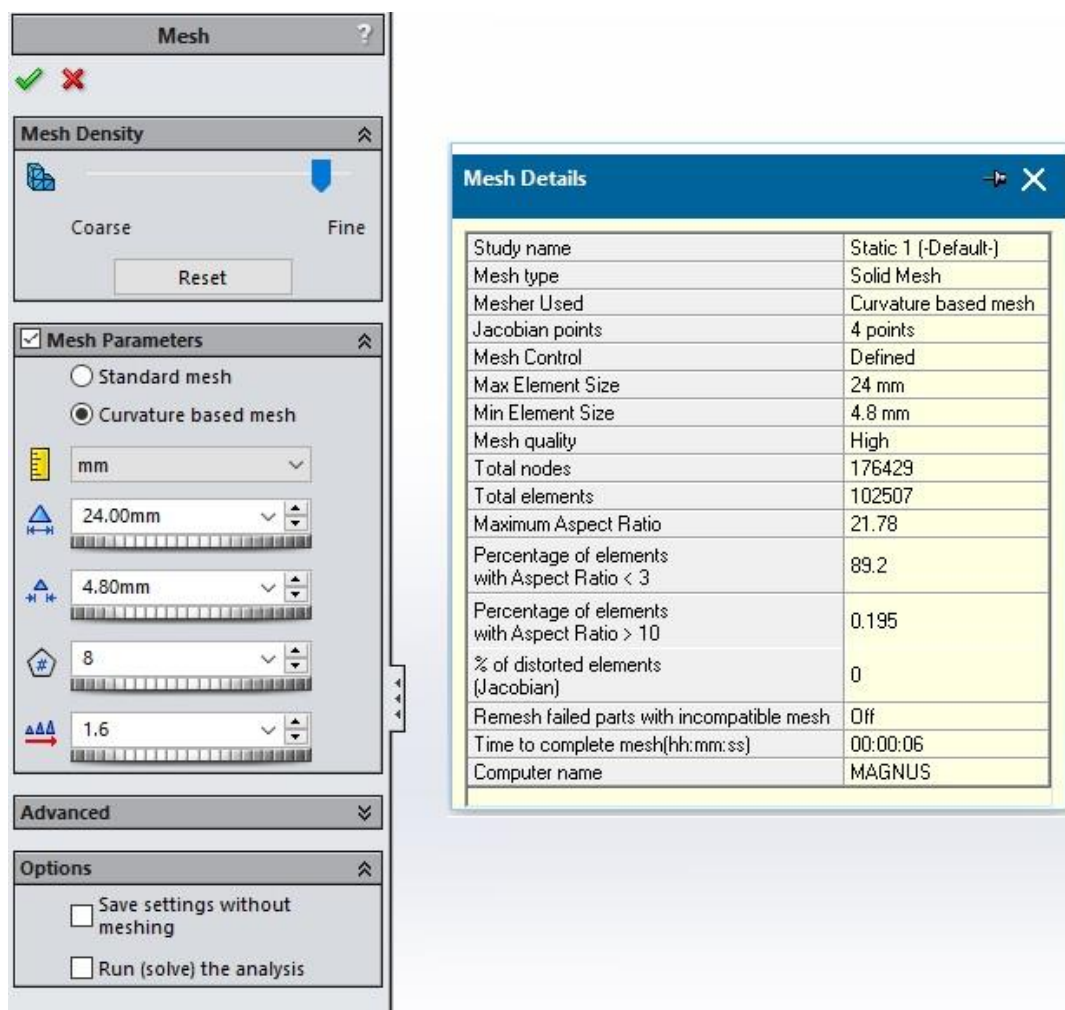 Mesh ?
Mesh Density
Coarse Fine
Reset
Mesh Parameters
Standard mesh
Curvature based mesh
mm
24.00mm
4.80mm
#
8
1.6
Advanced
Options
Save settings without
meshing
Run (solve) the analysis
Mesh Details
Study name Static 1 (-Default-)
Mesh type Solid Mesh
Mesher Used Curvature based mesh
Jacobian points 4 points
Mesh Control Defined
Max Element Size 24 mm
Min Element Size 4.8 mm
Mesh quality High
Total nodes 176429
Total elements 102507
Maximum Aspect Ratio 21.78
Percentage of elements
with Aspect Ratio < 3 89.2
Percentage of elements
with Aspect Ratio > 10 0.195
% of distorted elements
(Jacobian) 0
Remesh failed parts with incompatible mesh Off
Time to complete mesh(hh:mm:ss) 00:00:06
Computer name MAGNUS